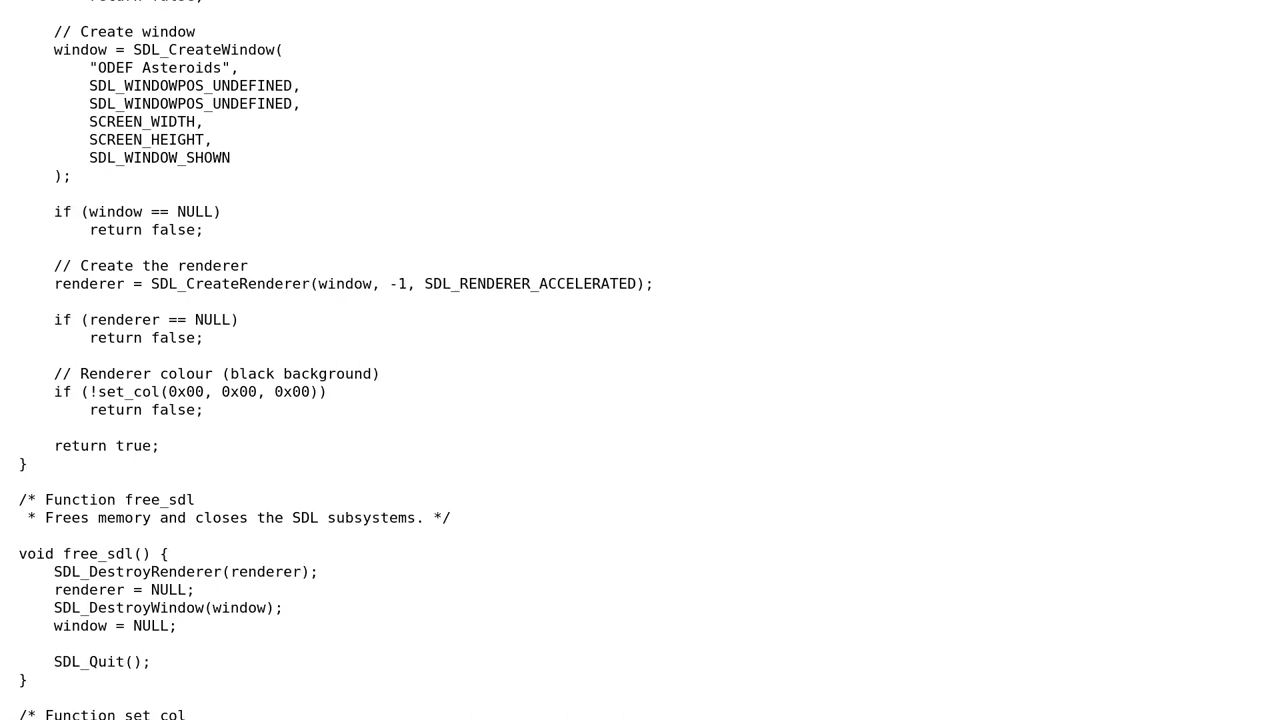 return false;
// Create window
window = SDL_CreateWindow(
"ODEF Asteroids",
SDL_WINDOWPOS_UNDEFINED,
SDL_WINDOWPOS_UNDEFINED,
SCREEN_WIDTH,
SCREEN_HEIGHT,
SDL_WINDOW_SHOWN
);
if (window == NULL)
return false;
// Create the renderer
renderer = SDL_CreateRenderer(window, -1, SDL_RENDERER_ACCELERATED);
if (renderer == NULL)
return false;
// Renderer colour (black background)
if (!set_col(0x00, 0x00, 0x00))
return false;
return true;
}
/* Function free_sdl
* Frees memory and closes the SDL subsystems. */
void free_sdl() {
SDL_DestroyRenderer(renderer);
renderer = NULL;
SDL_DestroyWindow(window);
window = NULL;
SDL_Quit();
}
/* Function set_col